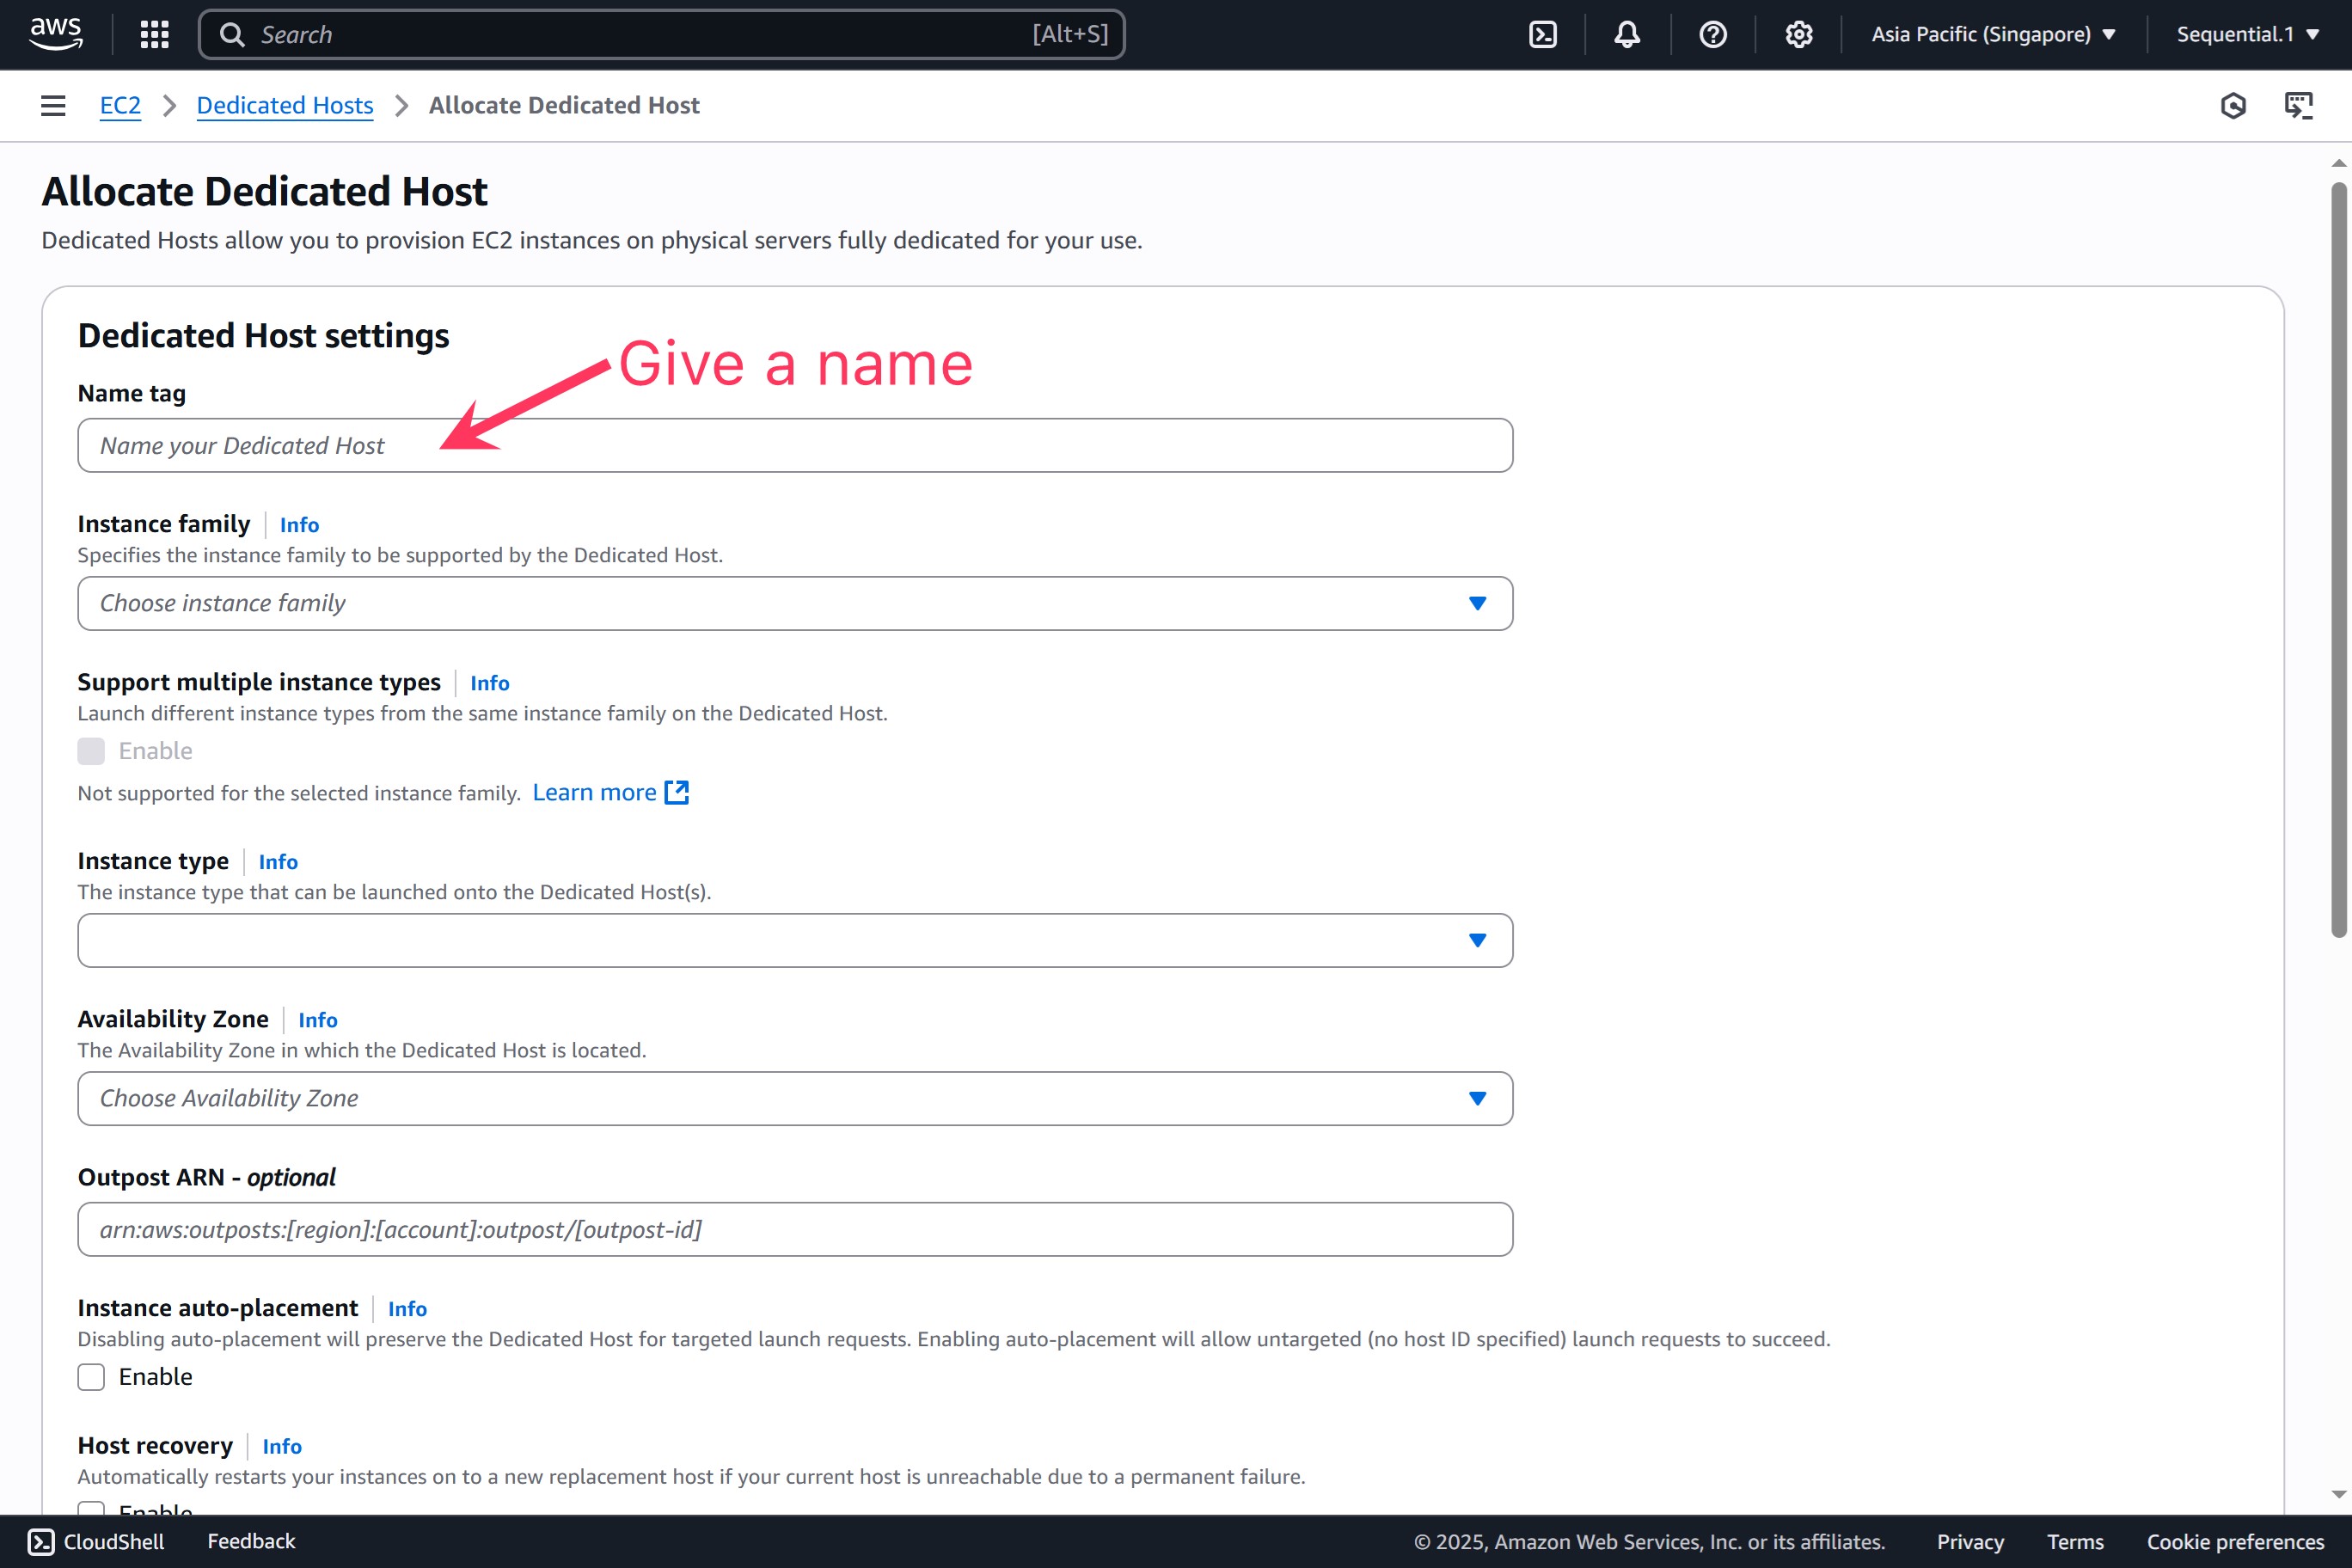 aws
Search [Alt+S]
Asia Pacific (Singapore)
Sequential.1
EC2 Dedicated Hosts Allocate Dedicated Host
Allocate Dedicated Host
Dedicated Hosts allow you to provision EC2 instances on physical servers fully dedicated for your use.
Dedicated Host settings
Give a name
Name tag
Name your Dedicated Host
Instance family Info
Specifies the instance family to be supported by the Dedicated Host.
Choose instance family
Support multiple instance types Info
Launch different instance types from the same instance family on the Dedicated Host.
Enable
Not supported for the selected instance family. Learn more
Instance type Info
The instance type that can be launched onto the Dedicated Host(s).
Availability Zone Info
The Availability Zone in which the Dedicated Host is located.
Choose Availability Zone
Outpost ARN - optional
arn:aws:outposts:[region]:[account]:outpost/[outpost-id]
Instance auto-placement Info
Disabling auto-placement will preserve the Dedicated Host for targeted launch requests. Enabling auto-placement will allow untargeted (no host ID specified) launch requests to succeed.
Enable
Host recovery Info
Automatically restarts your instances on to a new replacement host if your current host is unreachable due to a permanent failure.
Enable
CloudShell Feedback © 2025, Amazon Web Services, Inc. or its affiliates. Privacy Terms Cookie preferences